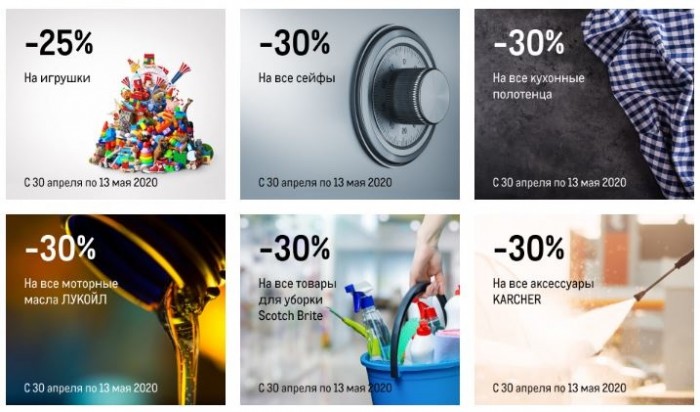 -25%
На игрушки
С 30 апреля по 13 мая 2020
-30%
На все сейфы
С 30 апреля по 13 мая 2020
-30%
На все кухонные
полотенца
С 30 апреля по 13 мая 2020
-30%
На все моторные
масла ЛУКОЙЛ
С 30 апреля по 13 мая 2020
-30%
На все товары
для уборки
Scotch Brite
С 30 апреля по 13 мая 2020
-30%
На все аксессуары
KARCHER
С 30 апреля по 13 мая 2020